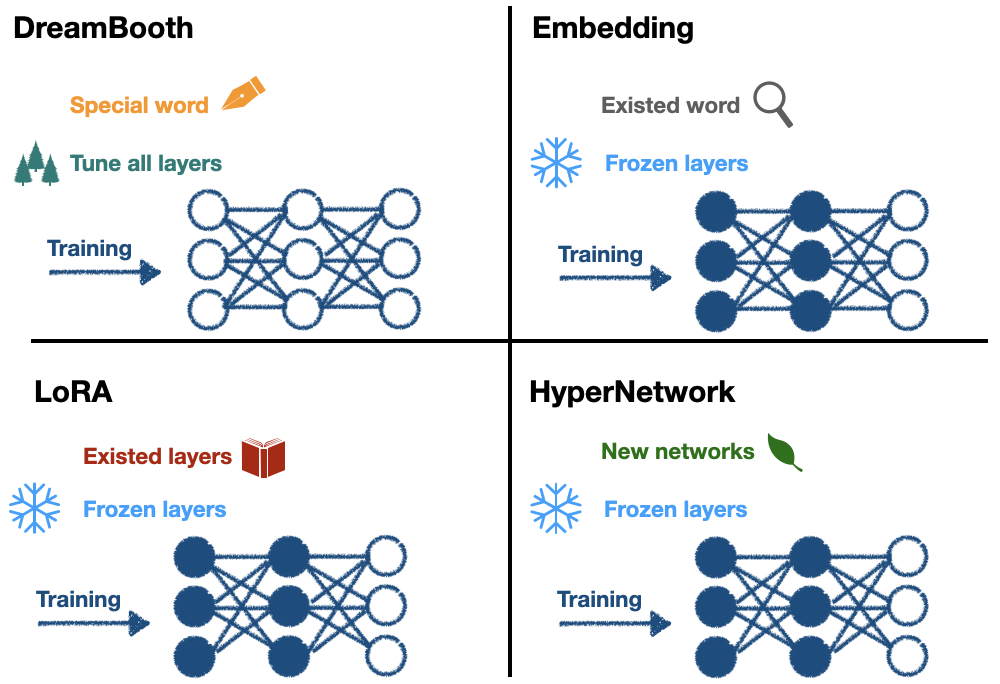 DreamBooth
Special word
Tune all layers
Training
Embedding
Existed word
Frozen layers
Training
LoRA
Existed layers
Frozen layers
Training
HyperNetwork
New networks
Frozen layers
Training